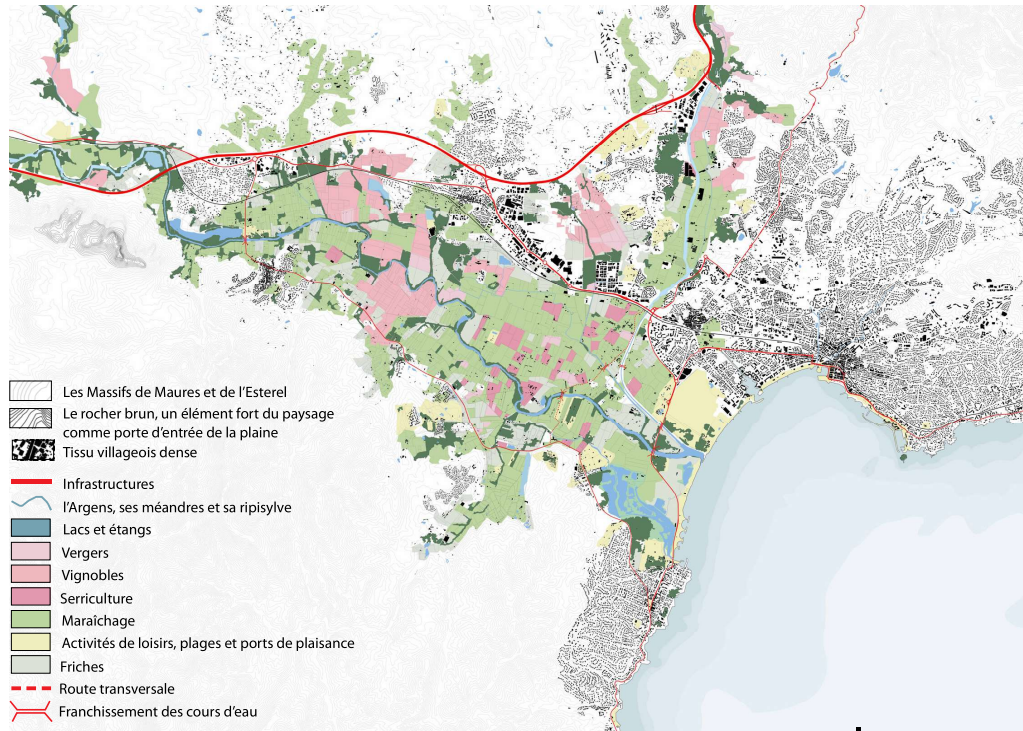 Les Massifs de Maures et de l'Esterel
Le rocher brun, un élément fort du paysage
comme porte d'entrée de la plaine
Tissu villageois dense
Infrastructures
l'Argens, ses méandres et sa ripisylve
Lacs et étangs
Vergers
Vignobles
Serriculture
Maraîchage
Activités de loisirs, plages et ports de plaisance
Friches
Route transversale
Franchissement des cours d'eau